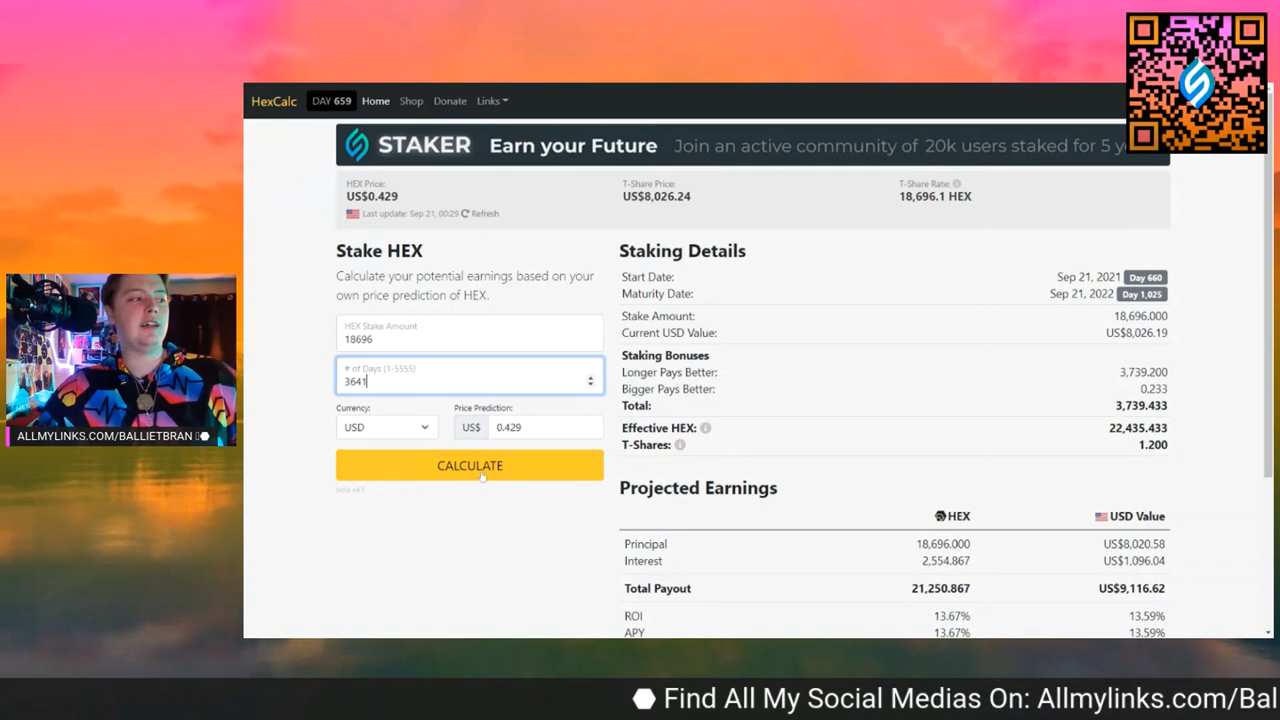 HexCalc DAY 659 Home Shop Donate Links
STAKER Earn your Future Join an active community of 20k users staked for 5 y
HEX Price:
US$0.429
Last update: Sep 21, 00:29 Refresh
T-Share Price:
US$8,026.24
T-Share Rate:
18,696.1 HEX
Stake HEX
Calculate your potential earnings based on your
own price prediction of HEX.
HEX Stake Amount
18696
# of Days (1-5555)
3641
Currency:
USD
Price Prediction:
US$ 0.429
CALCULATE
Staking Details
Start Date: Sep 21, 2021 Day 660
Maturity Date: Sep 21, 2022 Day 1,025
Stake Amount: 18,696.000
Current USD Value: US$8,026.19
Staking Bonuses
Longer Pays Better: 3,739.200
Bigger Pays Better: 0.233
Total: 3,739.433
Effective HEX: 22,435.433
T-Shares: 1.200
Projected Earnings
HEX USD Value
Principal 18,696.000 US$8,020.58
Interest 2,554.867 US$1,096.04
Total Payout 21,250.867 US$9,116.62
ROI 13.67% 13.59%
APY 13.67% 13.59%
ALLMYLINKS.COM/BALLIETBRAN
Find All My Social Medias On: Allmylinks.com/Bal